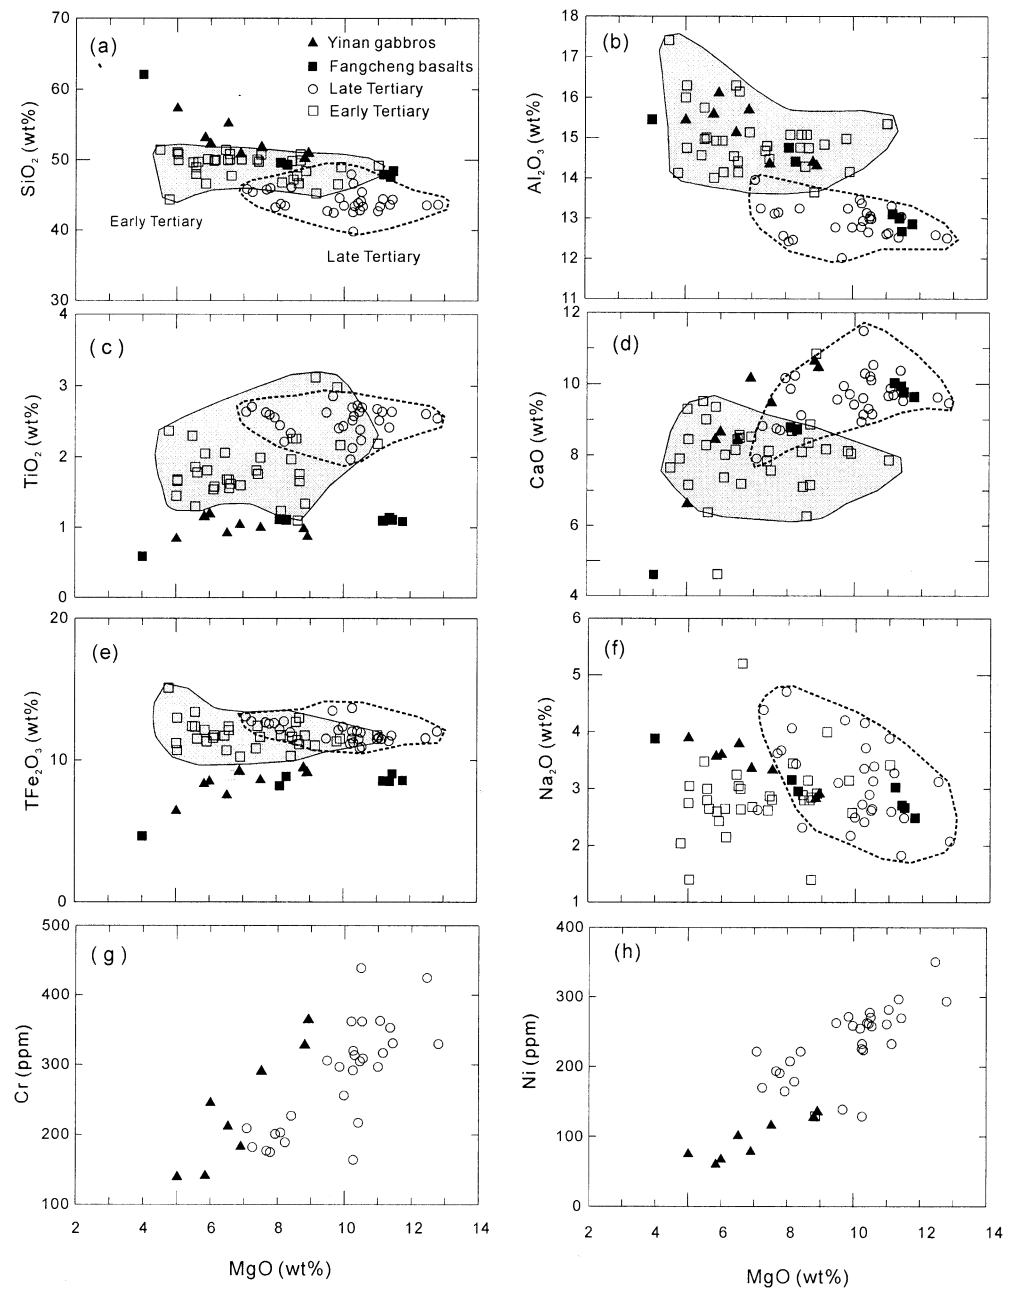 70
60
50
40
30
SiO₂ (wt%)
(a)
Yinan gabbros
Fangcheng basalts
Late Tertiary
Early Tertiary
Early Tertiary
Late Tertiary
18
17
16
15
14
13
12
11
Al₂O₃ (wt%)
(b)
4
3
2
1
0
TiO₂ (wt%)
(c)
12
10
8
6
4
CaO (wt%)
(d)
20
10
0
TFe₂O₃ (wt%)
(e)
6
5
4
3
2
1
Na₂O (wt%)
(f)
500
400
300
200
100
Cr (ppm)
(g)
2 4 6 8 10 12 14
MgO (wt%)
400
300
200
100
0
Ni (ppm)
(h)
2 4 6 8 10 12 14
MgO (wt%)